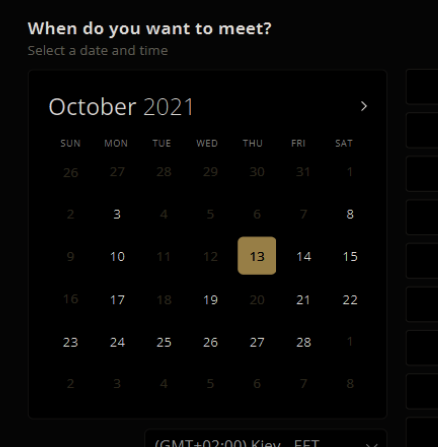 When do you want to meet?
Select a date and time
October 2021
SUN MON TUE WED THU FRI SAT
26 27 28 29 30 31 1
2 3 4 5 6 7 8
9 10 11 12 13 14 15
16 17 18 19 20 21 22
23 24 25 26 27 28 1
2 3 4 5 6 7 8
(GMT+02:00) Kiev EET